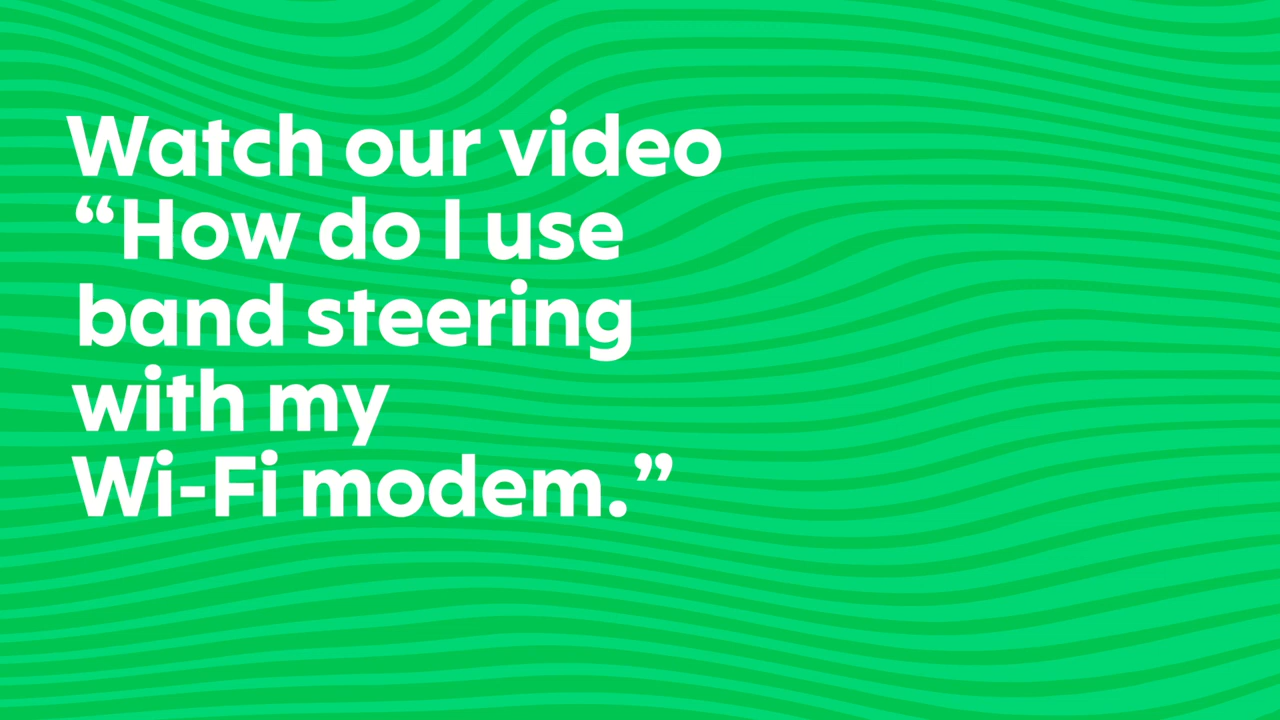 Watch our video
“How do I use
band steering
with my
Wi-Fi modem.”